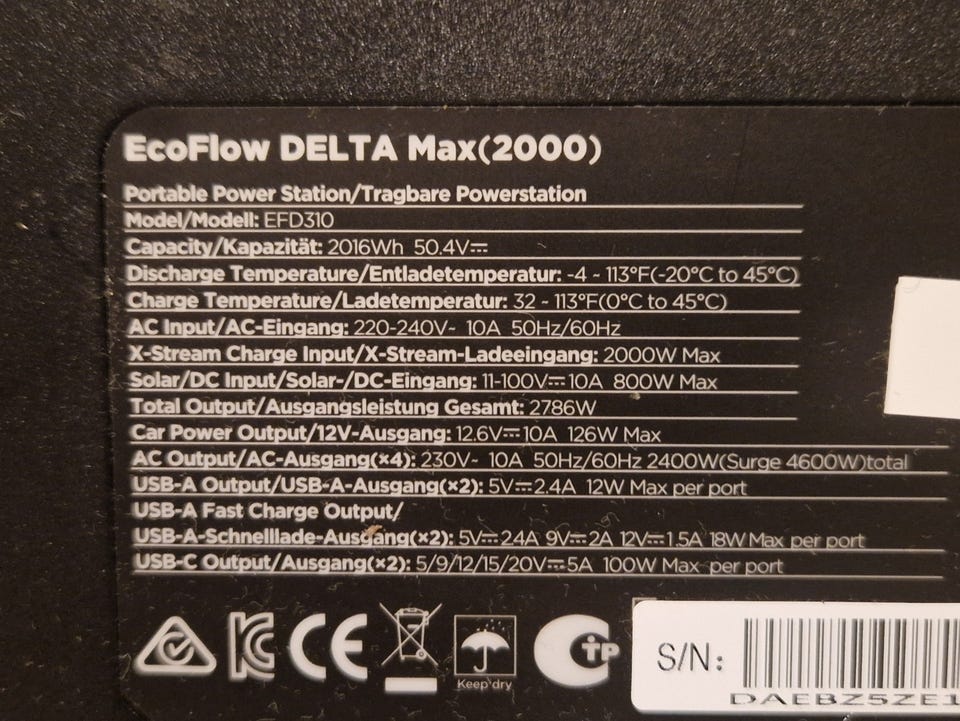 EcoFlow DELTA Max(2000)
Portable Power Station/Tragbare Powerstation
Model/Modell: EFD310
Capacity/Kapazität: 2016Wh 50.4V⎓
Discharge Temperature/Entladetemperatur: -4 ~ 113°F(-20°C to 45°C)
Charge Temperature/Ladetemperatur: 32 ~ 113°F(0°C to 45°C)
AC Input/AC-Eingang: 220-240V~ 10A 50Hz/60Hz
X-Stream Charge Input/X-Stream-Ladeeingang: 2000W Max
Solar/DC Input/Solar-/DC-Eingang: 11-100V⎓10A 800W Max
Total Output/Ausgangsleistung Gesamt: 2786W
Car Power Output/12V-Ausgang: 12.6V⎓10A 126W Max
AC Output/AC-Ausgang(×4): 230V~ 10A 50Hz/60Hz 2400W(Surge 4600W)total
USB-A Output/USB-A-Ausgang(×2): 5V⎓2.4A 12W Max per port
USB-A Fast Charge Output/
USB-A-Schnelllade-Ausgang(×2): 5V⎓2.4A 9V⎓2A 12V⎓1.5A 18W Max per port
USB-C Output/Ausgang(×2): 5/9/12/15/20V⎓5A 100W Max per port
CE
Keep dry
S/N:
DAEBZ5ZE1